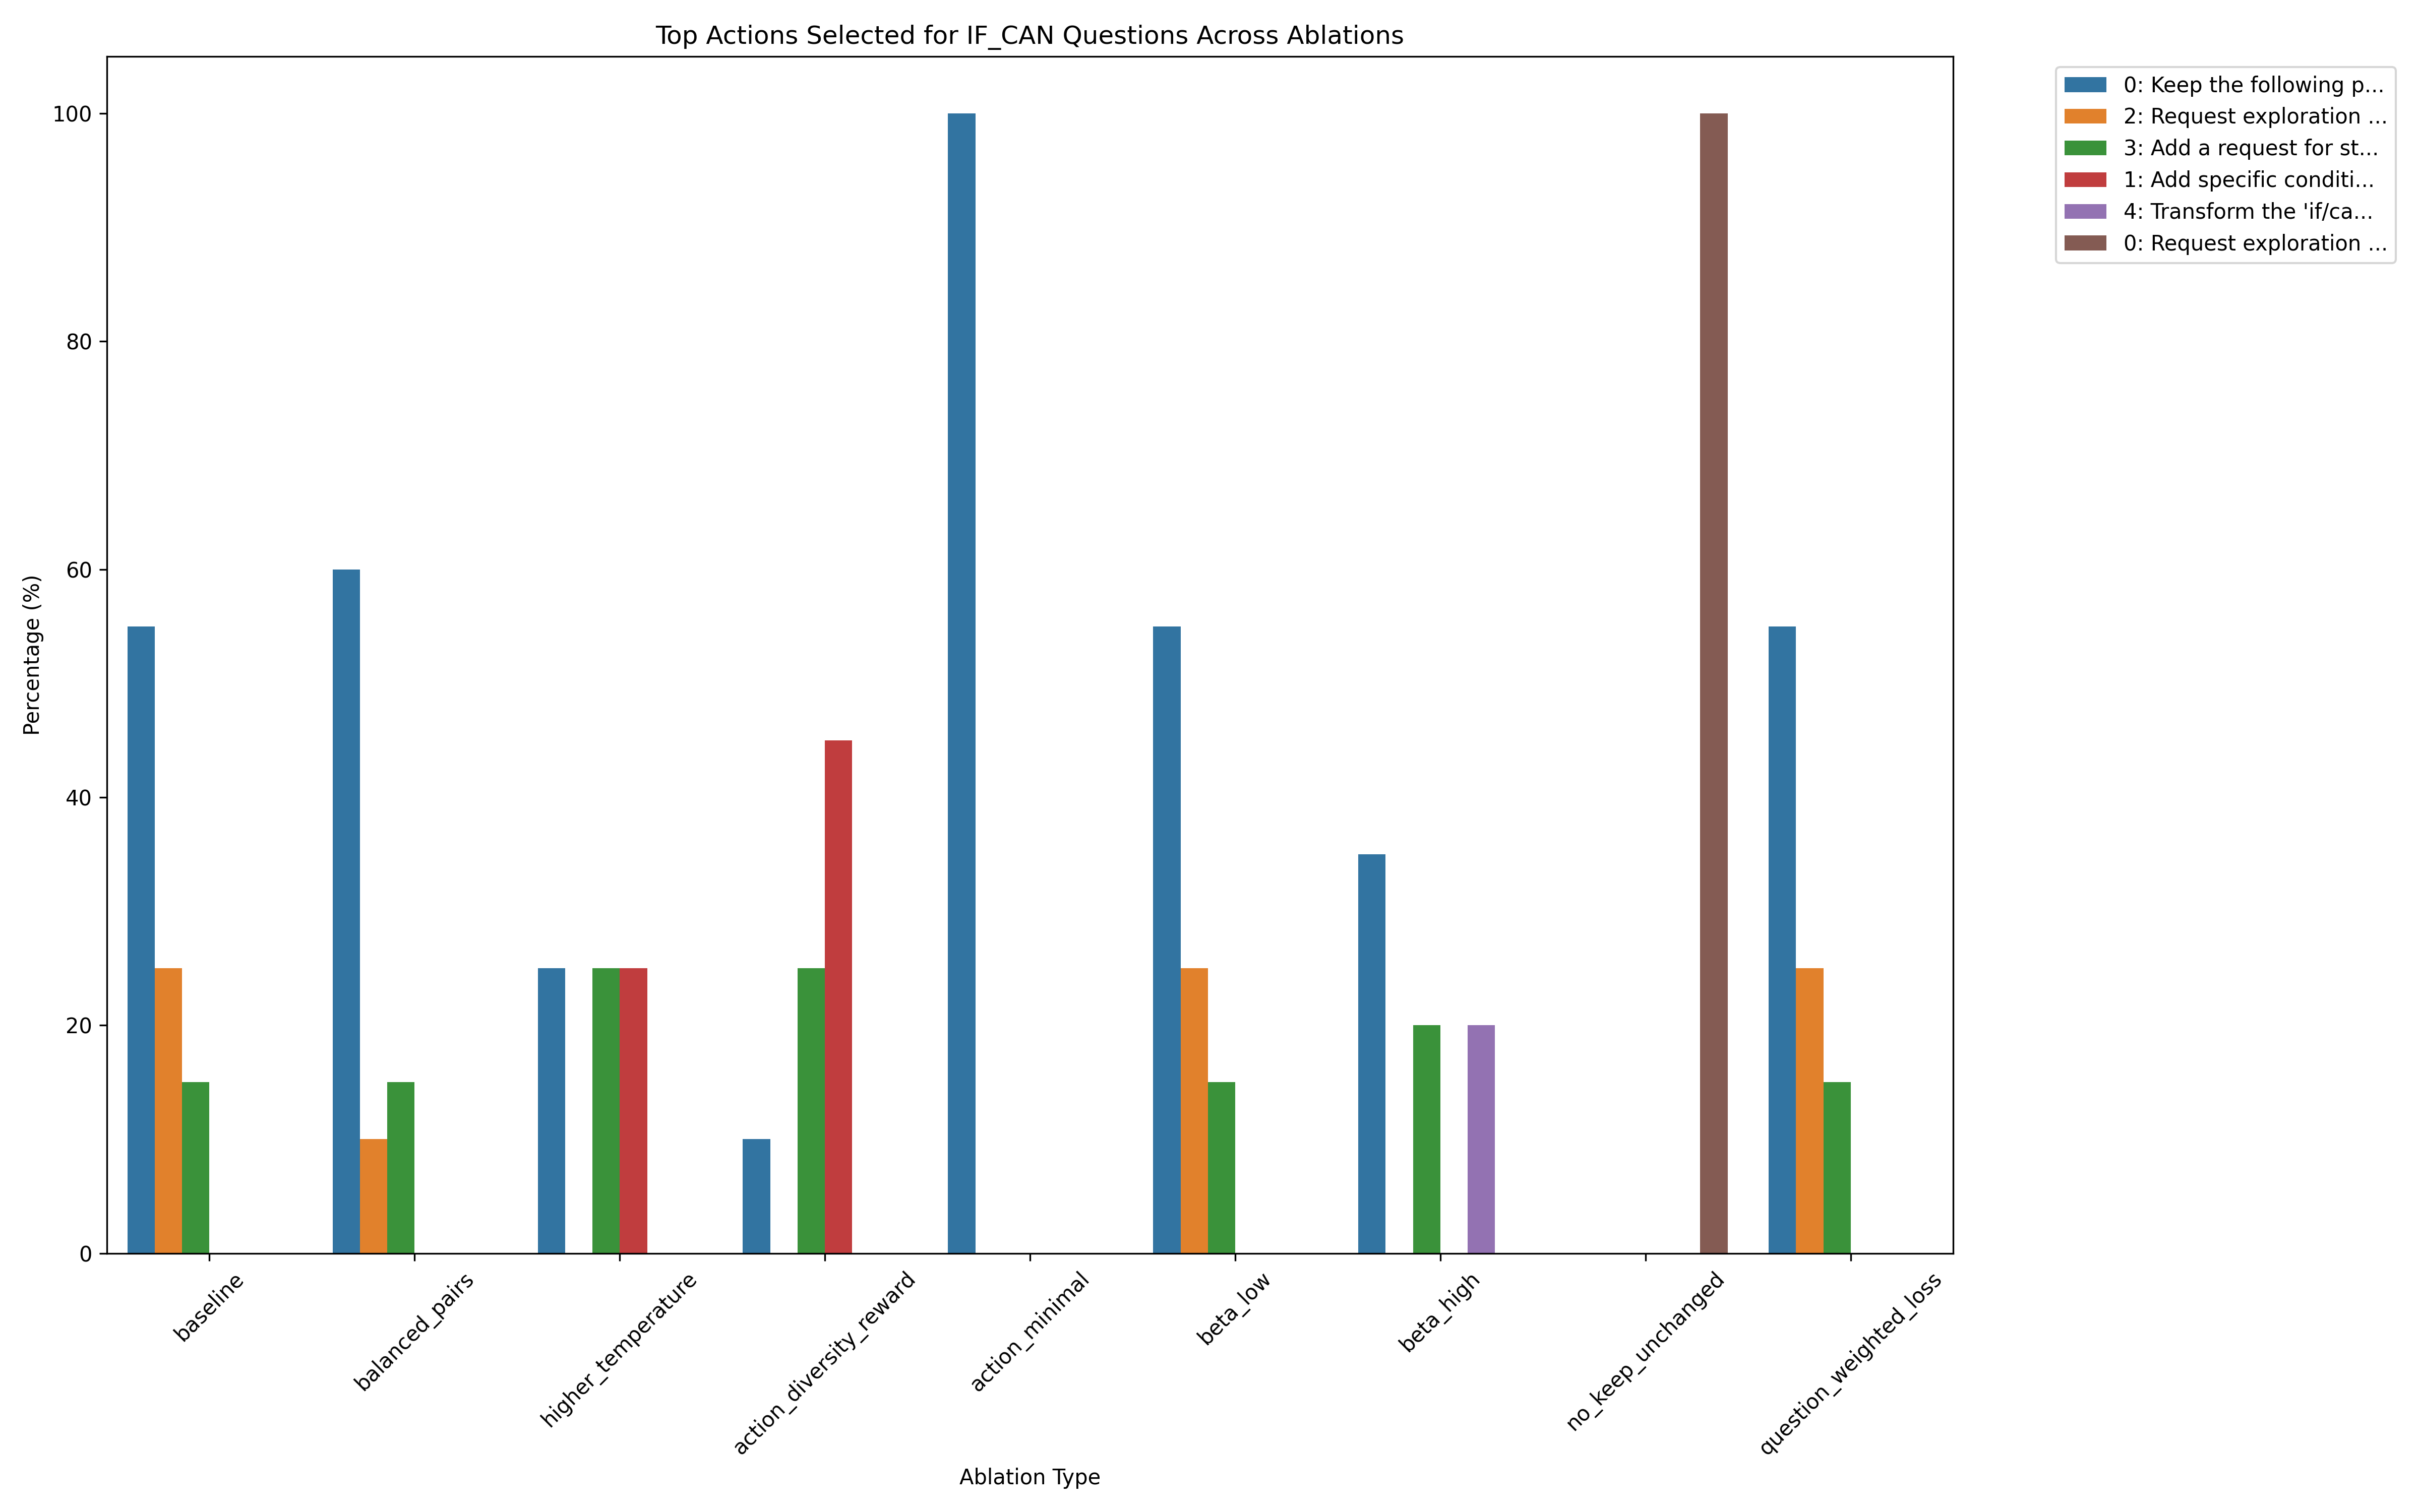 Top Actions Selected for IF_CAN Questions Across Ablations
0: Keep the following p...
2: Request exploration ...
3: Add a request for st...
1: Add specific conditi...
4: Transform the 'if/ca...
0: Request exploration ...
Percentage (%)
100
80
60
40
20
0
baseline
balanced_pairs
higher_temperature
action_diversity_reward
action_minimal
beta_low
beta_high
no_keep_unchanged
question_weighted_loss
Ablation Type